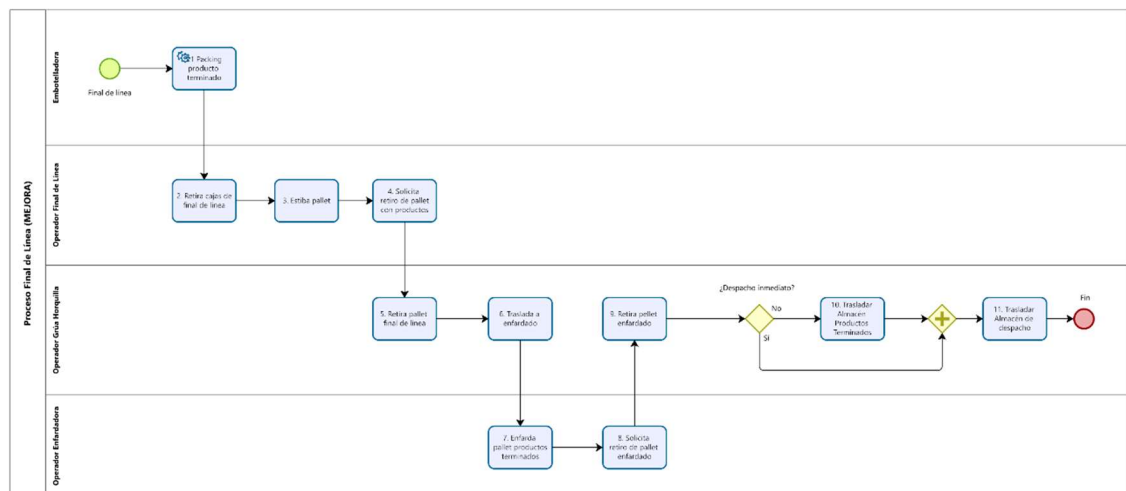 Proceso Final de Línea (MEJORA)
Embotelladora
Final de línea
1 Packing
producto
terminado
Operador Final de Línea
2. Retira cajas de
final de línea
3. Estiba pallet
4. Solicita
retiro de pallet
con productos
Operador Grúa Horquilla
5. Retira pallet
final de línea
6. Traslada a
enfardado
9. Retira pallet
enfardado
¿Despacho inmediato?
No
Sí
10. Trasladar
Almacén
Productos
Terminados
11. Trasladar
Almacén de
despacho
Fin
Operador Enfardadora
7. Enfarda
pallet productos
terminados
8. Solicita
retiro de pallet
enfardado